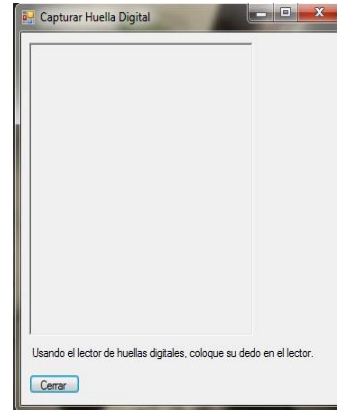 Capturar Huella Digital
Usando el lector de huellas digitales, coloque su dedo en el lector.
Cerrar